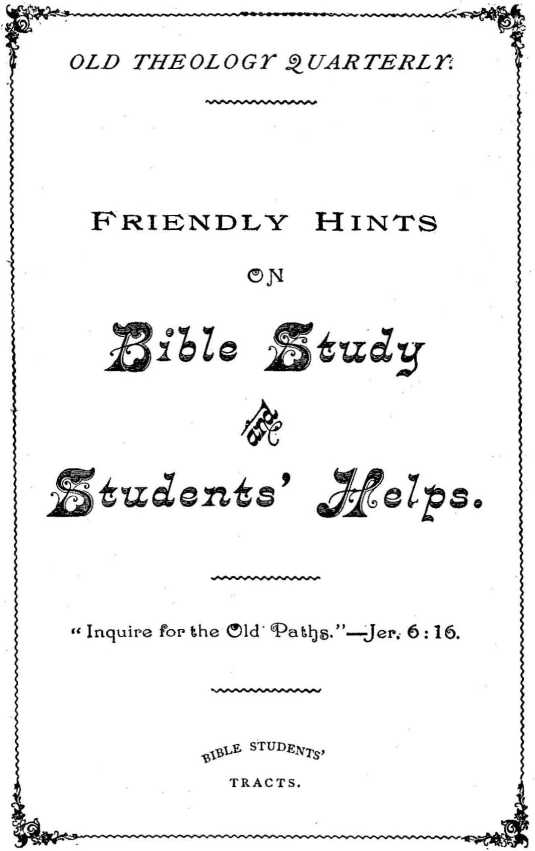 OLD THEOLOGY QUARTERLY.
FRIENDLY HINTS
ON
Bible Study
and
Students' Helps.
"Inquire for the Old Paths."—Jer. 6:16.
BIBLE STUDENTS'
TRACTS.